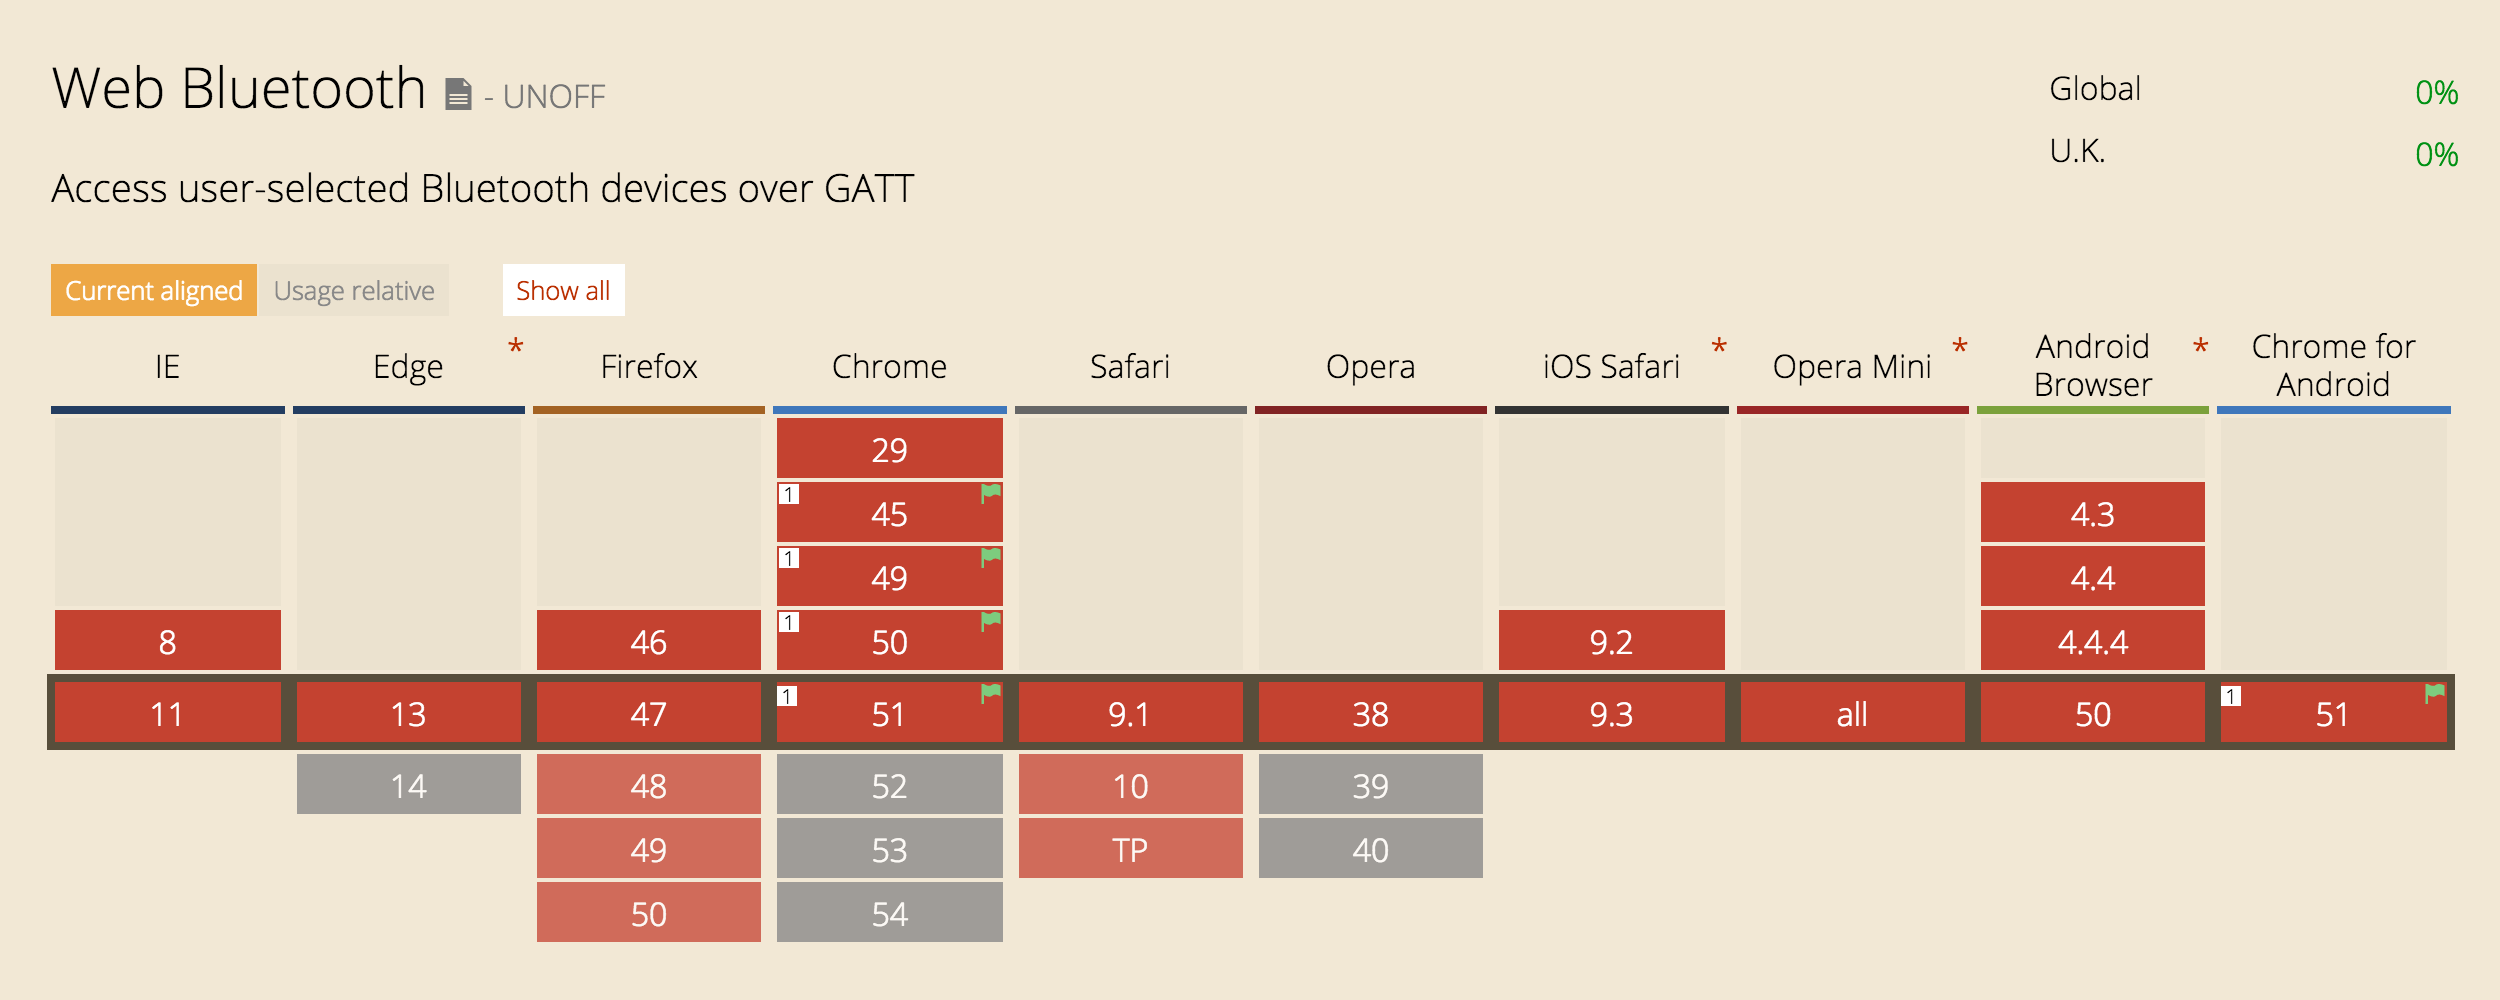 Web Bluetooth - UNOFF
Global 0%
U.K. 0%
Access user-selected Bluetooth devices over GATT
Current aligned Usage relative Show all
IE Edge * Firefox Chrome Safari Opera iOS Safari * Opera Mini * Android Browser * Chrome for Android
29
1 45 4.3
1 49 4.4
8 46 1 50 9.2 4.4.4
11 13 47 1 51 9.1 38 9.3 all 50 1 51
14 48 52 10 39
49 53 TP 40
50 54